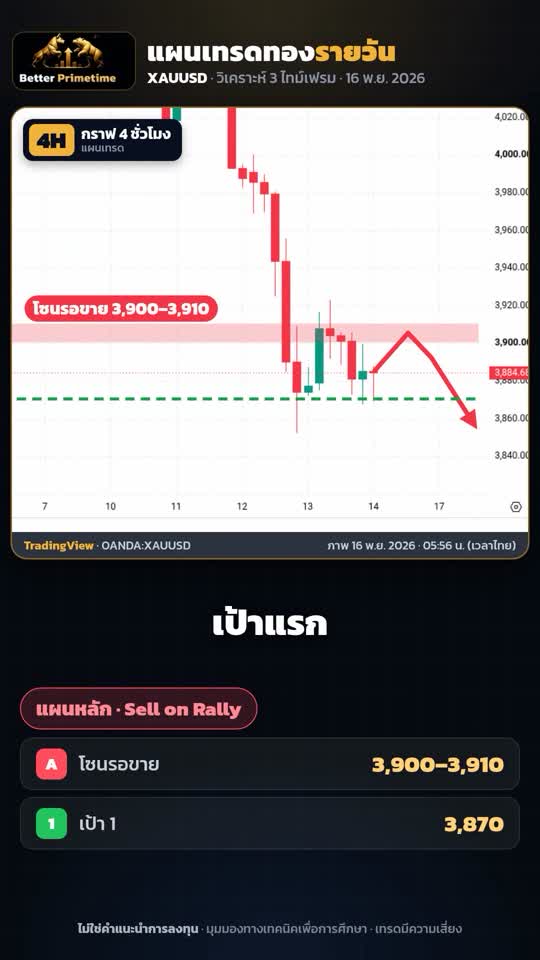 Better Primetime
แผนเทรดทองรายวัน
XAUUSD · วิเคราะห์ 3 ไทม์เฟรม · 16 พ.ย. 2026
4H
กราฟ 4 ชั่วโมง
แผนเทรด
4,020.00
4,000.00
3,980.00
3,960.00
3,940.00
3,920.00
โซนรอขาย 3,900–3,910
3,900.00
3,884.68
3,880.00
3,860.00
3,840.00
7 10 11 12 13 14 17
TradingView · OANDA:XAUUSD
ภาพ 16 พ.ย. 2026 · 05:56 น. (เวลาไทย)
เป้าแรก
แผนหลัก · Sell on Rally
A โซนรอขาย 3,900–3,910
1 เป้า 1 3,870
ไม่ใช่คำแนะนำการลงทุน · มุมมองทางเทคนิคเพื่อการศึกษา · เทรดมีความเสี่ยง